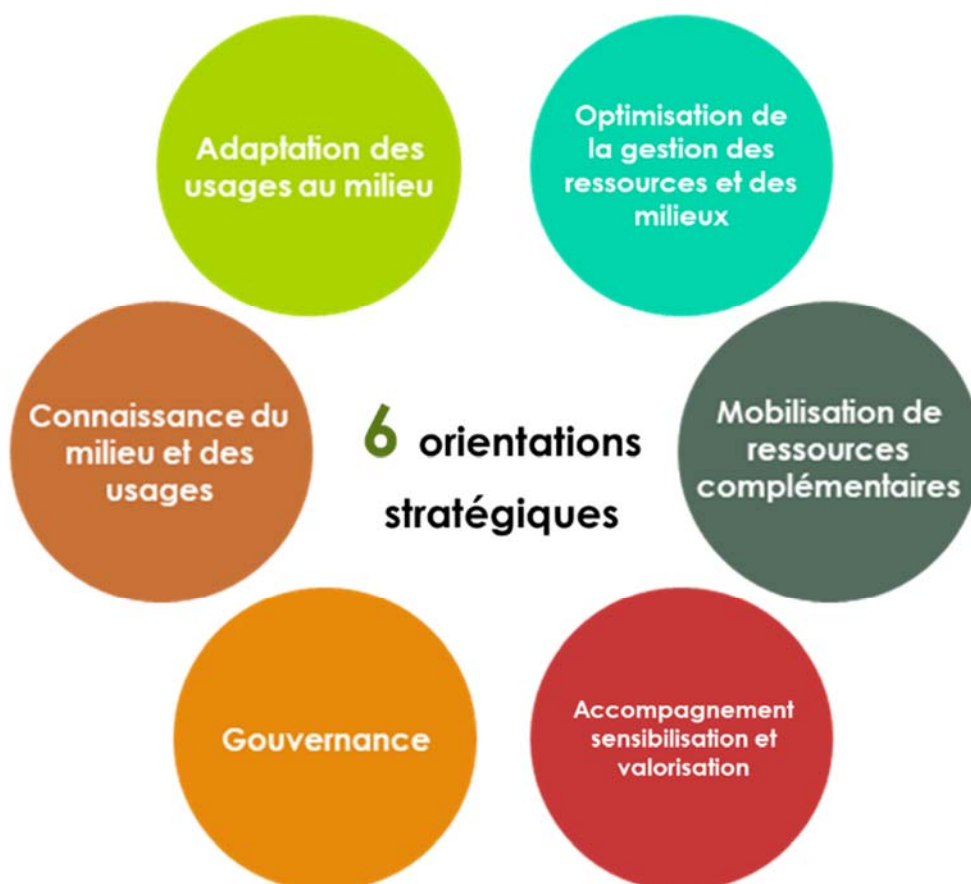 Adaptation des
usages au milieu
Optimisation de
la gestion des
ressources et des
milieux
Connaissance du
milieu et des
usages
6 orientations
stratégiques
Mobilisation de
ressources
complémentaires
Gouvernance
Accompagnement
sensibilisation et
valorisation